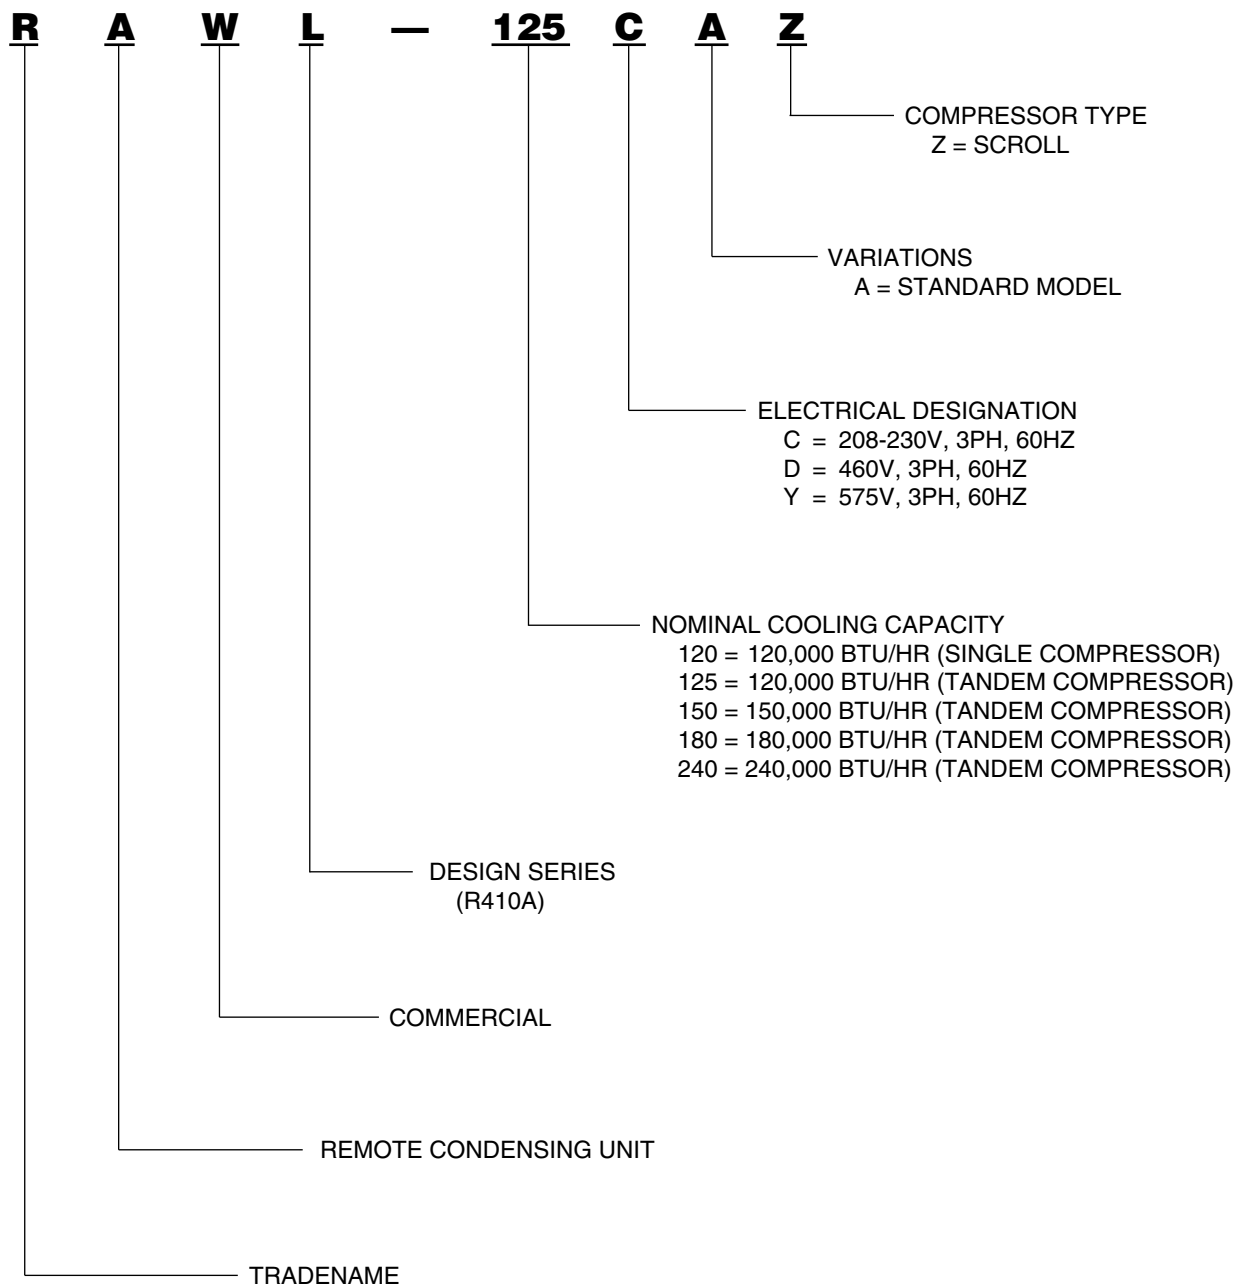 R A W L — 125 C A Z
COMPRESSOR TYPE
Z = SCROLL
VARIATIONS
A = STANDARD MODEL
ELECTRICAL DESIGNATION
C = 208-230V, 3PH, 60HZ
D = 460V, 3PH, 60HZ
Y = 575V, 3PH, 60HZ
NOMINAL COOLING CAPACITY
120 = 120,000 BTU/HR (SINGLE COMPRESSOR)
125 = 120,000 BTU/HR (TANDEM COMPRESSOR)
150 = 150,000 BTU/HR (TANDEM COMPRESSOR)
180 = 180,000 BTU/HR (TANDEM COMPRESSOR)
240 = 240,000 BTU/HR (TANDEM COMPRESSOR)
DESIGN SERIES
(R410A)
COMMERCIAL
REMOTE CONDENSING UNIT
TRADENAME